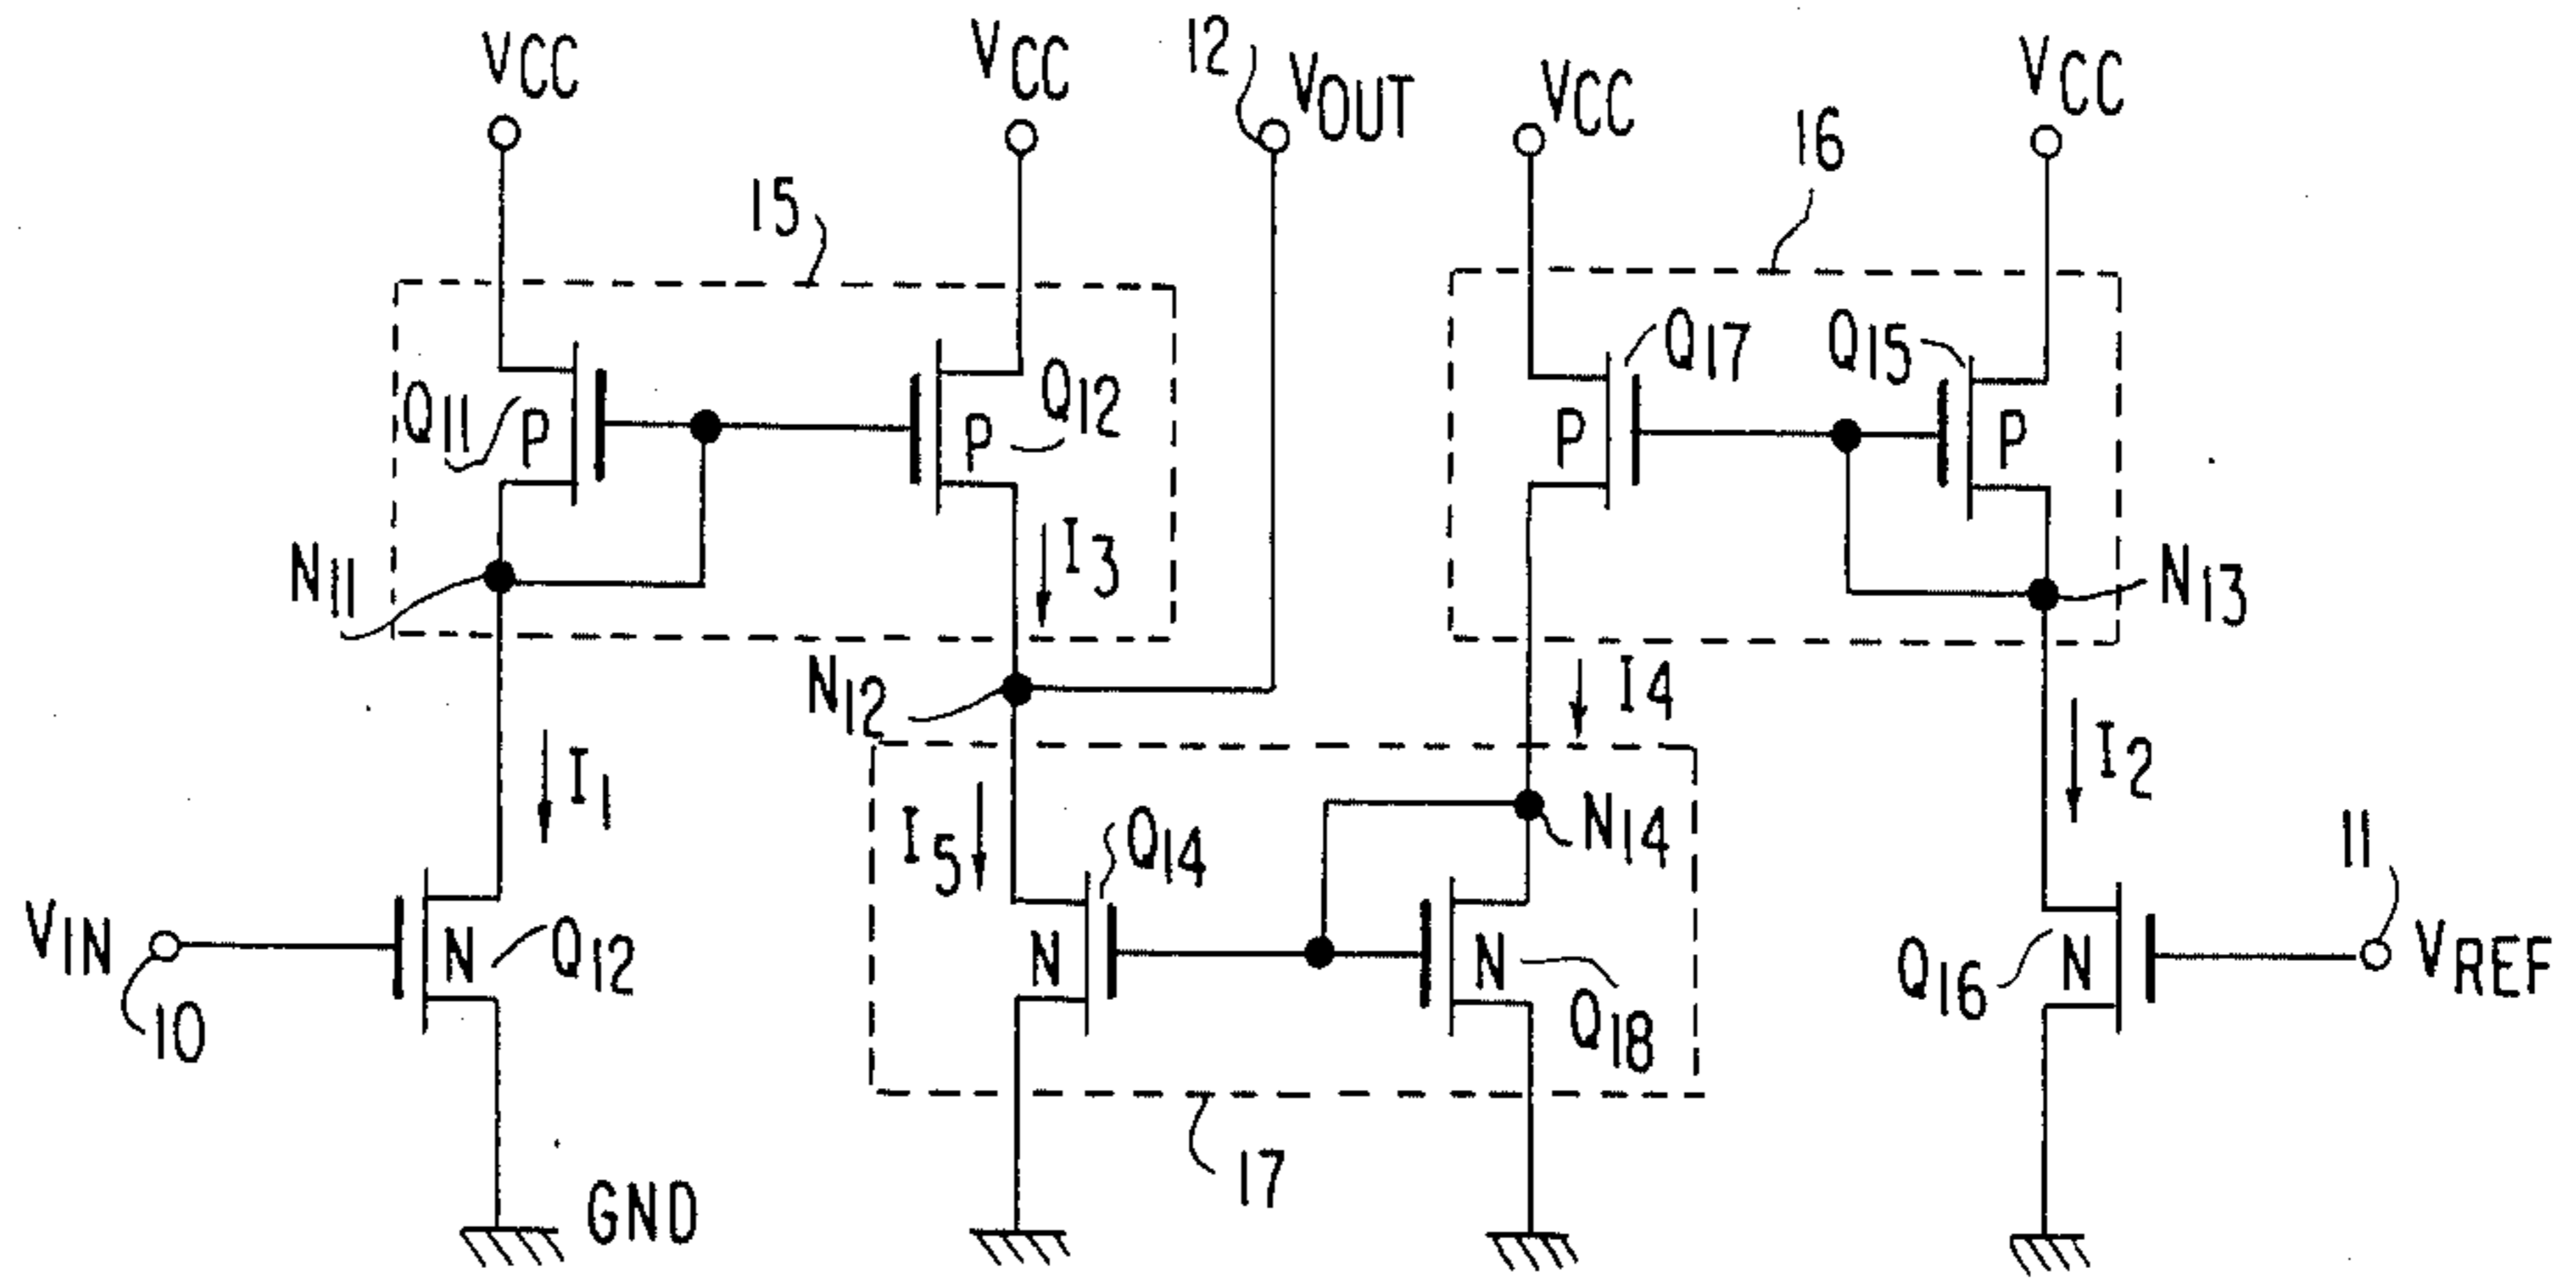 VCC
VCC
12
VOUT
VCC
VCC
15
16
Q11
P
P
Q12
Q17
Q15
P
P
N11
I3
N13
N12
I4
I1
I5
Q14
N14
I2
11
VIN
N
Q12
N
N
Q18
Q16
N
VREF
10
17
GND